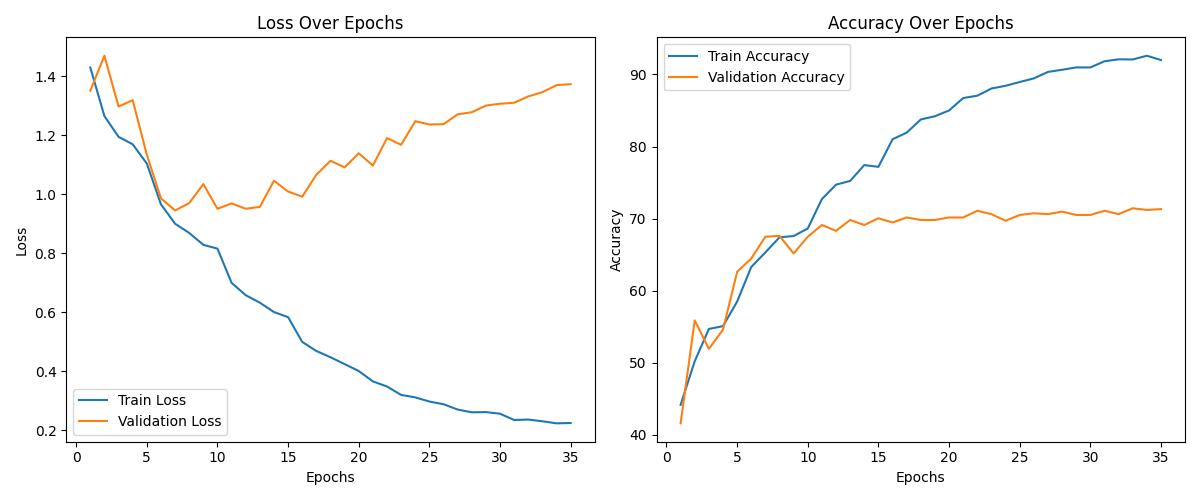 Loss Over Epochs
1.4
1.2
1.0
0.8
0.6
0.4
0.2
Loss
Train Loss
Validation Loss
0 5 10 15 20 25 30 35
Epochs
Accuracy Over Epochs
Train Accuracy
Validation Accuracy
90
80
70
60
50
40
Accuracy
0 5 10 15 20 25 30 35
Epochs